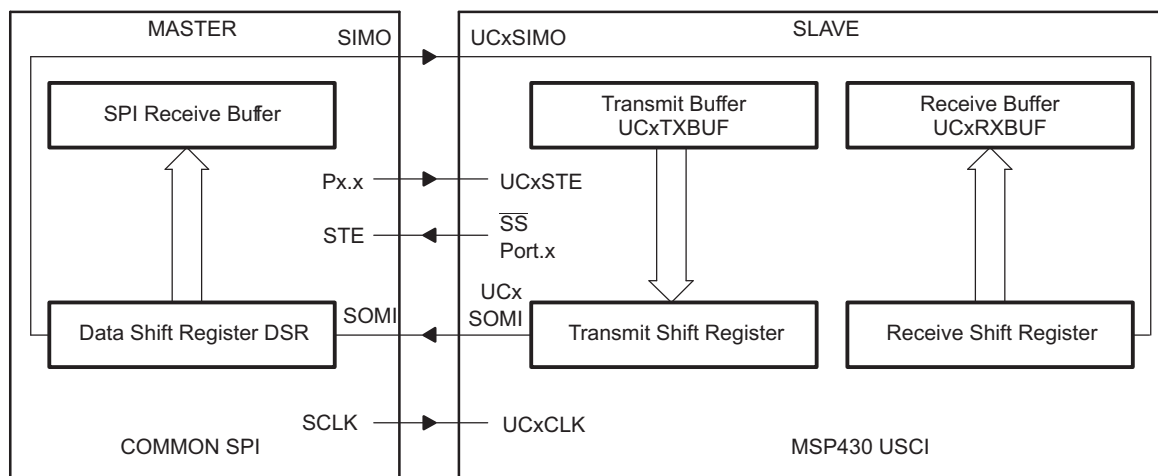 MASTER
SLAVE
SIMO
UCxSIMO
SPI Receive Buffer
Transmit Buffer
UCxTXBUF
Receive Buffer
UCxRXBUF
Px.x
UCxSTE
STE
SS
Port.x
SOMI
UCx
SOMI
Data Shift Register DSR
Transmit Shift Register
Receive Shift Register
SCLK
UCxCLK
COMMON SPI
MSP430 USCI